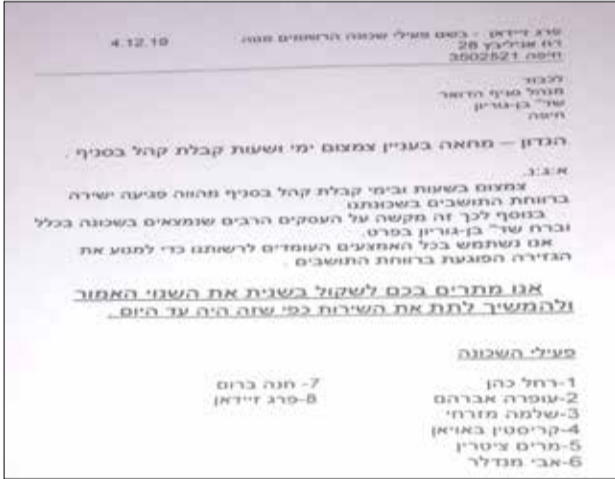 פרג זיידאן - בשם פעילי שכונה הרשומים מטה 4.12.19
רח אניליביץ 28
חיפה 3502521
לכבוד
מנהל סניף הדואר
שד" בן-גוריון
חיפה
הנדון – מחאה בעניין צמצום ימי ושעות קבלת קהל בסניף .
א.ג.נ.
צמצום בשעות ובימי קבלת קהל בסניף מהווה פגיעה ישירה
ברווחת התושבים בשכונתנו
בנוסף לכך זה מקשה על העסקים הרבים שנמצאים בשכונה בכלל
וברח שד" בן-גוריון בפרט.
אנו נשתמש בכל האמצעים העומדים לרשותנו כדי למנוע את
הגזירה הפוגעת ברווחת התושבים .
אנו מתרים בכם לשקול בשנית את השנוי האמור
ולהמשיך לתת את השירות כפי שזה היה עד היום .
פעילי השכונה
1-רחל כהן 7- חנה ברום
2-עופרה אברהם 8-פרג זיידאן
3-שלמה מזרחי
4-קריסטין באויאן
5-מרים ציטרין
6-אבי מנדלר